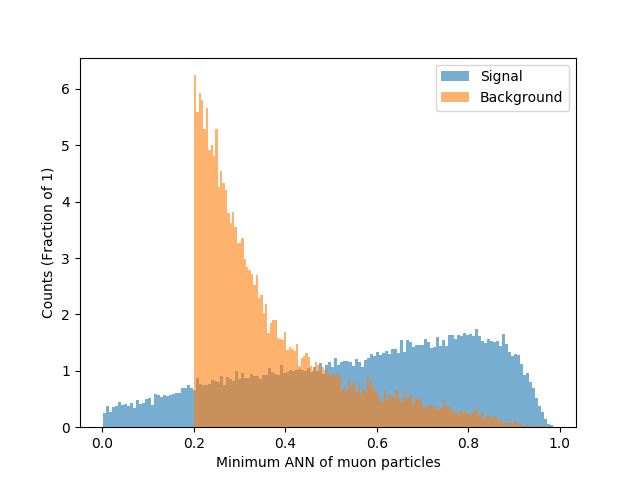 Signal
Background
Counts (Fraction of 1)
6
5
4
3
2
1
0
0.0 0.2 0.4 0.6 0.8 1.0
Minimum ANN of muon particles